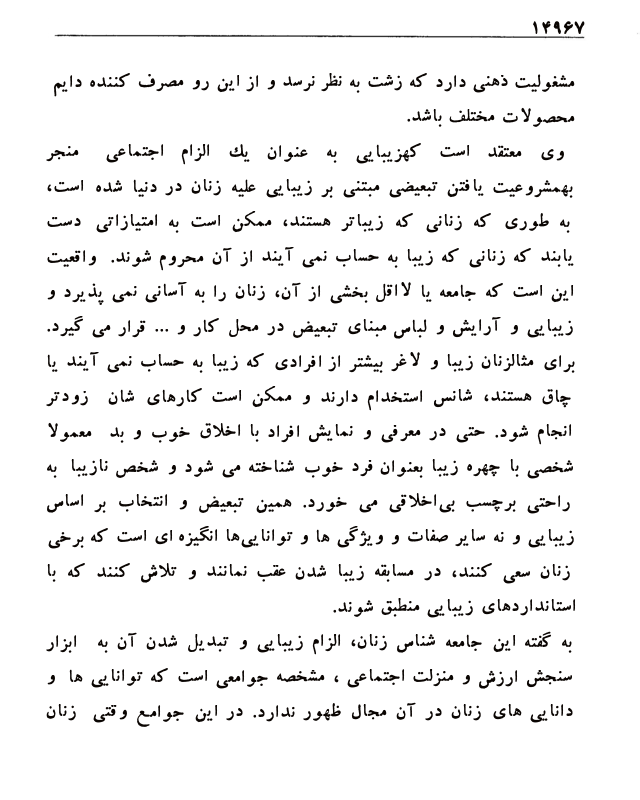 ۱۴۹۶۷
مشغولیت ذهنی دارد که زشت به نظر نرسد و از این رو مصرف کننده دایم
محصولات مختلف باشد.
وی معتقد است کهزیبایی به عنوان یك الزام اجتماعی منجر
بهمشروعیت یافتن تبعیضی مبتنی بر زیبایی علیه زنان در دنیا شده است،
به طوری که زنانی که زیباتر هستند، ممکن است به امتیازاتی دست
یابند که زنانی که زیبا به حساب نمی آیند از آن محروم شوند. واقعیت
این است که جامعه یا لااقل بخشی از آن، زنان را به آسانی نمی پذیرد و
زیبایی و آرایش و لباس مبنای تبعیض در محل کار و ... قرار می گیرد.
برای مثالزنان زیبا و لاغر بیشتر از افرادی که زیبا به حساب نمی آیند یا
چاق هستند، شانس استخدام دارند و ممکن است کارهای شان زودتر
انجام شود. حتی در معرفی و نمایش افراد با اخلاق خوب و بد معمولا
شخصی با چهره زیبا بعنوان فرد خوب شناخته می شود و شخص نازیبا به
راحتی برچسب بی‌اخلاقی می خورد. همین تبعیض و انتخاب بر اساس
زیبایی و نه سایر صفات و ویژگی ها و توانایی‌ها انگیزه ای است که برخی
زنان سعی کنند، در مسابقه زیبا شدن عقب نمانند و تلاش کنند که با
استانداردهای زیبایی منطبق شوند.
به گفته این جامعه شناس زنان، الزام زیبایی و تبدیل شدن آن به ابزار
سنجش ارزش و منزلت اجتماعی ، مشخصه جوامعی است که توانایی ها و
دانایی های زنان در آن مجال ظهور ندارد. در این جوامع وقتی زنان